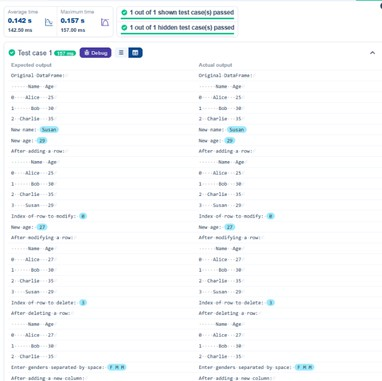 Average time
0.142 s
142.50 ms
Maximum time
0.157 s
157.00 ms
1 out of 1 shown test case(s) passed
1 out of 1 hidden test case(s) passed
Test case 1 157 ms Debug
Expected output
Original DataFrame:
Name Age
0 Alice 25
1 Bob 30
2 Charlie 35
New name: Susan
New age: 29
After adding a row:
Name Age
0 Alice 25
1 Bob 30
2 Charlie 35
3 Susan 29
Index of row to modify: 0
New age: 27
After modifying a row:
Name Age
0 Alice 27
1 Bob 30
2 Charlie 35
3 Susan 29
Index of row to delete: 3
After deleting a row:
Name Age
0 Alice 27
1 Bob 30
2 Charlie 35
Enter genders separated by space: F M M
After adding a new column:
Actual output
Original DataFrame:
Name Age
0 Alice 25
1 Bob 30
2 Charlie 35
New name: Susan
New age: 29
After adding a row:
Name Age
0 Alice 25
1 Bob 30
2 Charlie 35
3 Susan 29
Index of row to modify: 0
New age: 27
After modifying a row:
Name Age
0 Alice 27
1 Bob 30
2 Charlie 35
3 Susan 29
Index of row to delete: 3
After deleting a row:
Name Age
0 Alice 27
1 Bob 30
2 Charlie 35
Enter genders separated by space: F M M
After adding a new column: